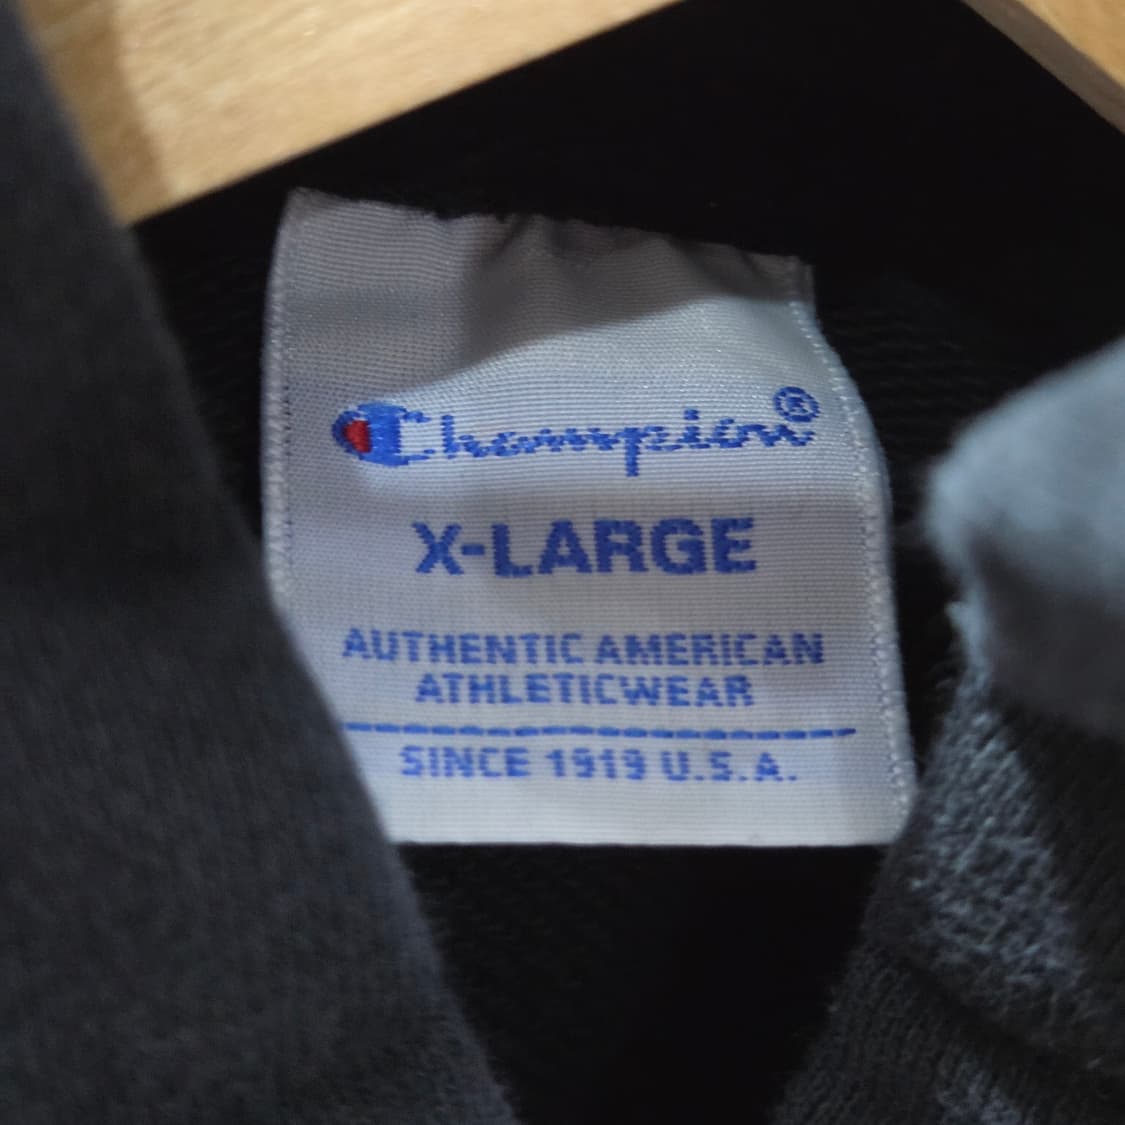 Champion®
X-LARGE
AUTHENTIC AMERICAN
ATHLETICWEAR
SINCE 1919 U.S.A.